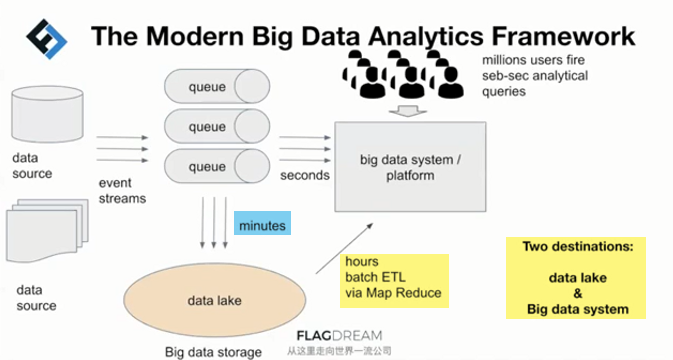 The Modern Big Data Analytics Framework
millions users fire
seb-sec analytical
queries
queue
queue
queue
data
source
event
streams
seconds
big data system /
platform
minutes
data
source
data lake
hours
batch ETL
via Map Reduce
Two destinations:
data lake
&
Big data system
FLAGDREAM
从这里走向世界一流公司
Big data storage